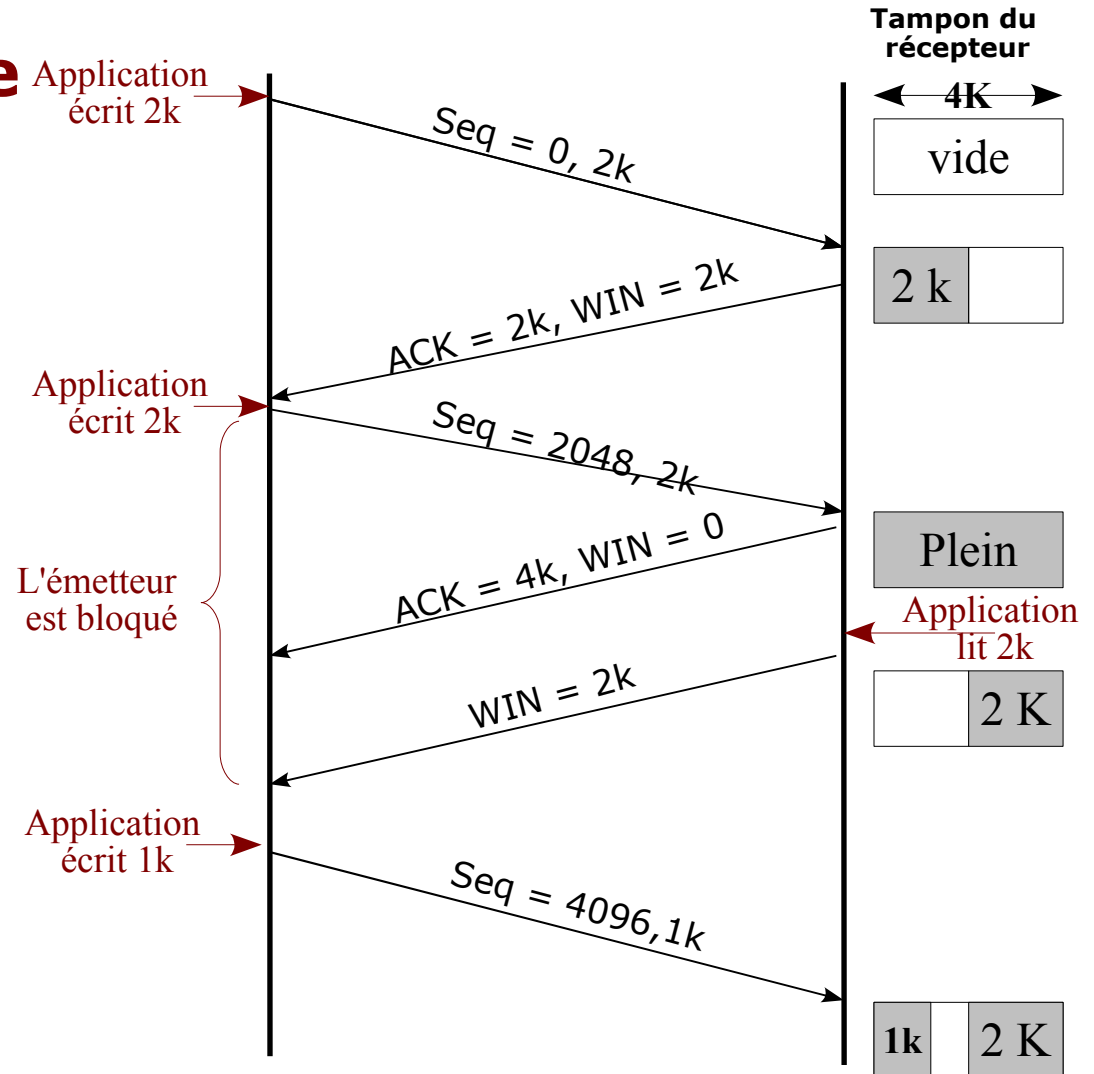 Tampon du
récepteur
e
Application
écrit 2k
4K
vide
Seq = 0, 2k
2 k
ACK = 2k, WIN = 2k
Application
écrit 2k
Seq = 2048, 2k
Plein
ACK = 4k, WIN = 0
L'émetteur
est bloqué
Application
lit 2k
WIN = 2k
2 K
Application
écrit 1k
Seq = 4096,1k
1k
2 K